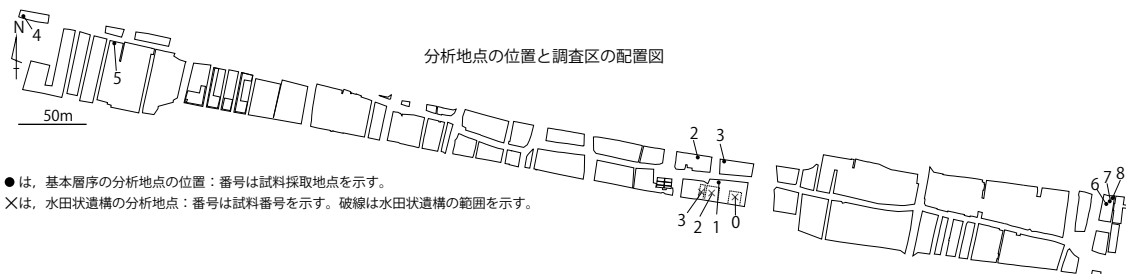 分析地点の位置と調査区の配置図
N
4
5
50m
2
3
●は，基本層序の分析地点の位置：番号は試料採取地点を示す。
×は，水田状遺構の分析地点：番号は試料番号を示す。破線は水田状遺構の範囲を示す。
3
2
1
0
6
7
8